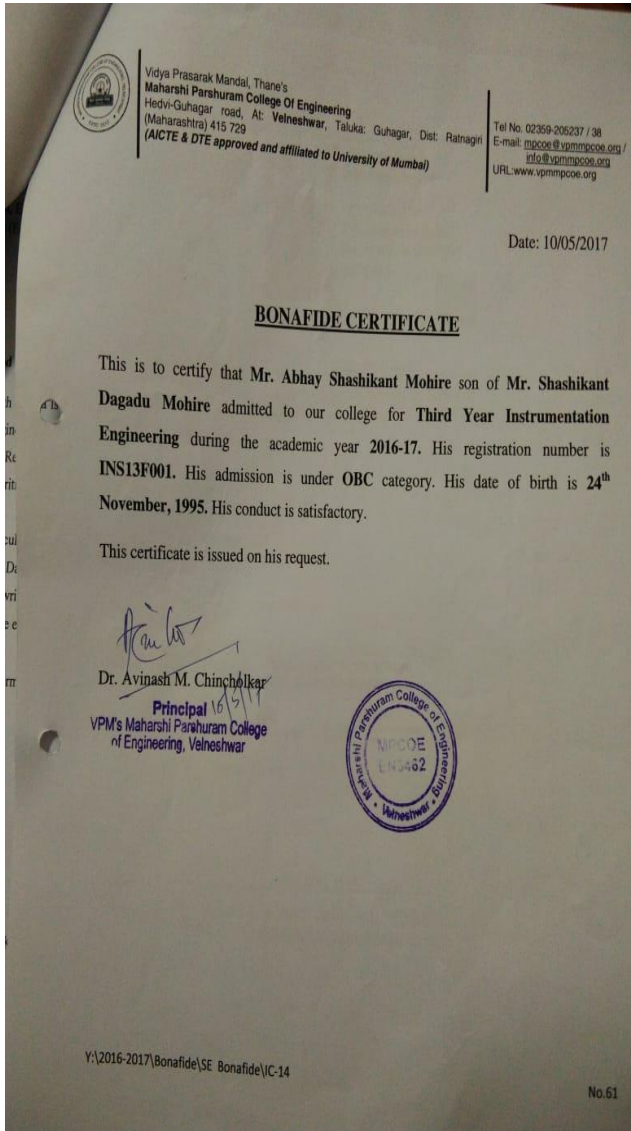 Vidya Prasarak Mandal, Thane's
Maharshi Parshuram College Of Engineering
Hedvi-Guhagar road, At: Velneshwar, Taluka: Guhagar, Dist: Ratnagiri
(Maharashtra) 415 729
(AICTE & DTE approved and affiliated to University of Mumbai)
Tel No. 02359-205237 / 38
E-mail: mpcoe@vpmmpcoe.org /
info@vpmmpcoe.org
URL:www.vpmmpcoe.org
Date: 10/05/2017
BONAFIDE CERTIFICATE
This is to certify that Mr. Abhay Shashikant Mohire son of Mr. Shashikant
Dagadu Mohire admitted to our college for Third Year Instrumentation
Engineering during the academic year 2016-17. His registration number is
INS13F001. His admission is under OBC category. His date of birth is 24th
November, 1995. His conduct is satisfactory.
This certificate is issued on his request.
Dr. Avinash M. Chincholkar
Principal
VPM's Maharshi Parshuram College
of Engineering, Velneshwar
Maharshi Parshuram College of Engineering
MPCOE
EN3462
Velneshwar
Y:\2016-2017\Bonafide\SE Bonafide\IC-14
No.61